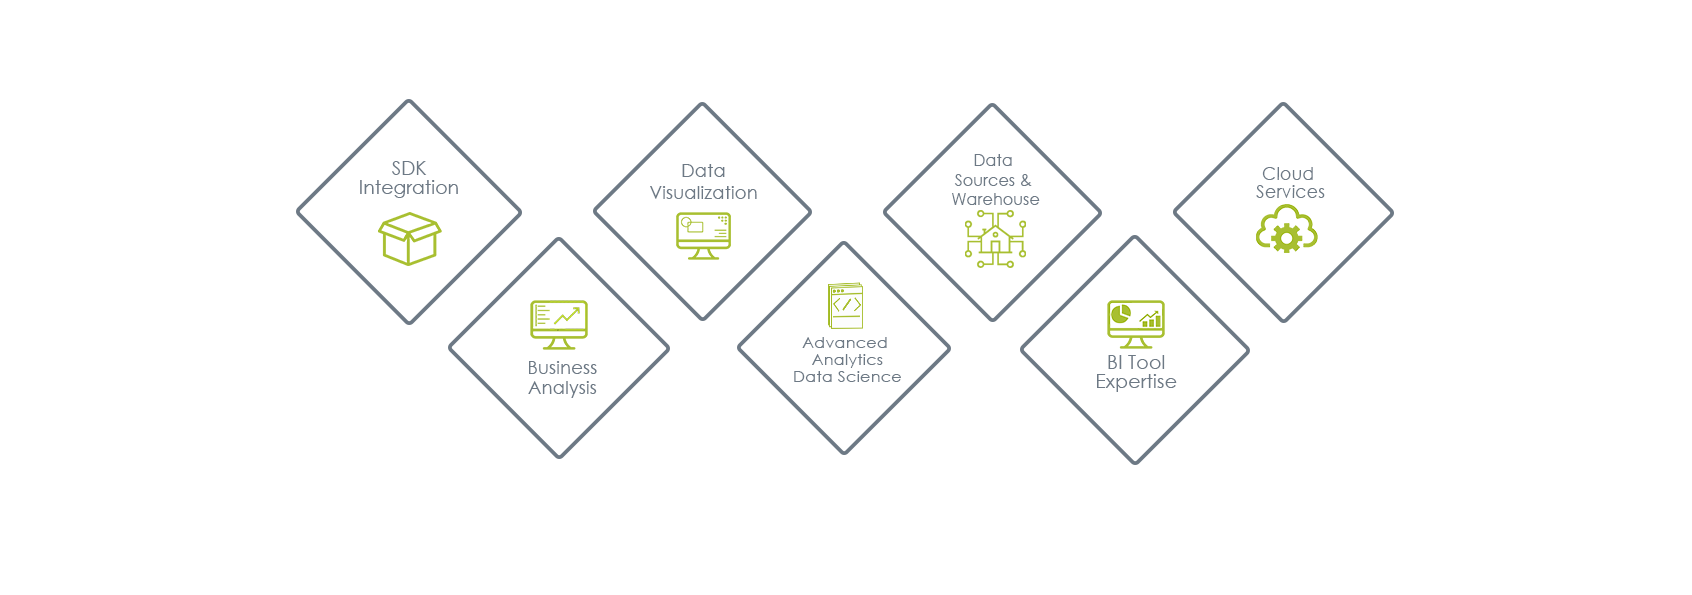 SDK
Integration
Data
Visualization
Data
Sources &
Warehouse
Cloud
Services
Business
Analysis
Advanced
Analytics
Data Science
BI Tool
Expertise